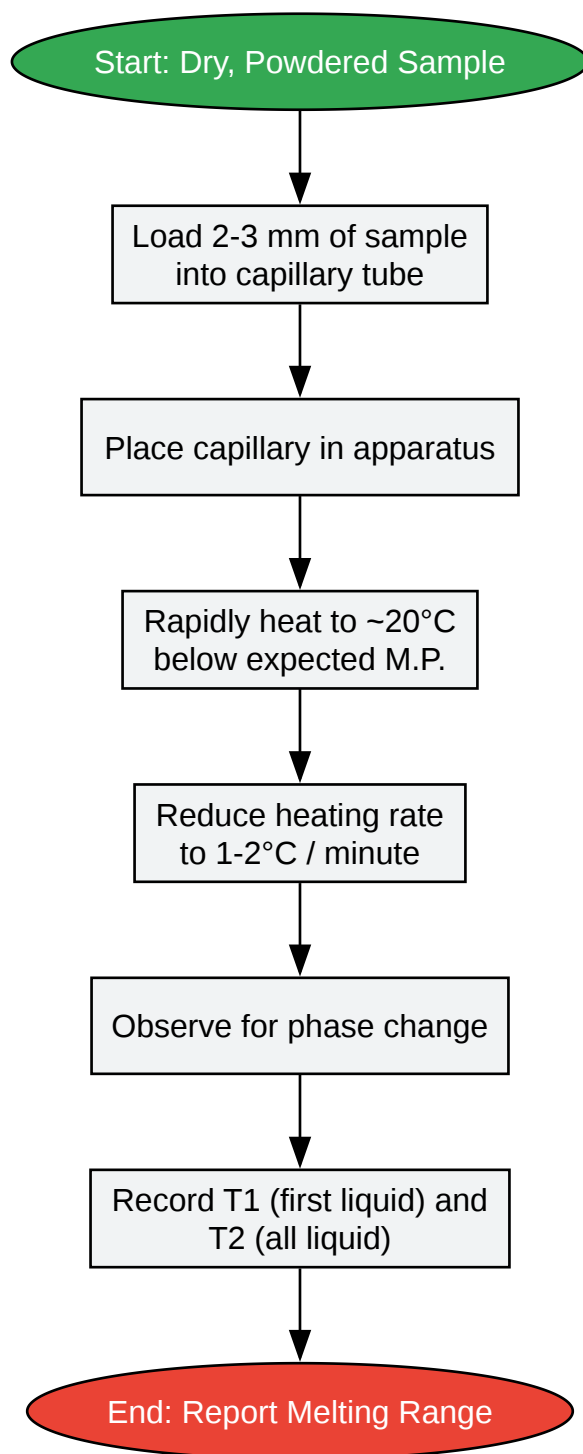 Start: Dry, Powdered Sample
Load 2-3 mm of sample
into capillary tube
Place capillary in apparatus
Rapidly heat to ~20°C
below expected M.P.
Reduce heating rate
to 1-2°C / minute
Observe for phase change
Record T1 (first liquid) and
T2 (all liquid)
End: Report Melting Range